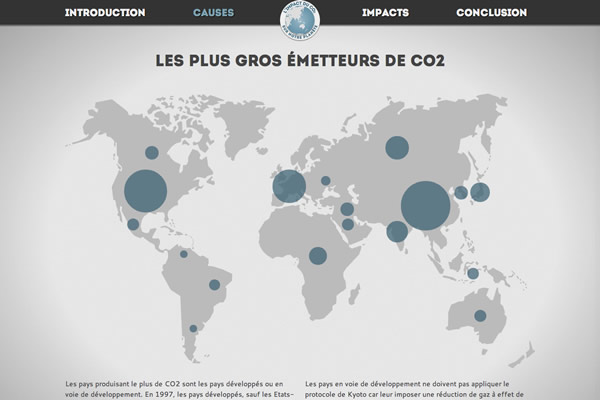 INTRODUCTION
CAUSES
L'IMPACT DU CO2
SUR NOTRE PLANÈTE
IMPACTS
CONCLUSION
LES PLUS GROS ÉMETTEURS DE CO2
Les pays produisant le plus de CO2 sont les pays développés ou en
voie de développement. En 1997, les pays développés, sauf les Etats-
Les pays en voie de développement ne doivent pas appliquer le
protocole de Kyoto car leur imposer une réduction de gaz à effet de